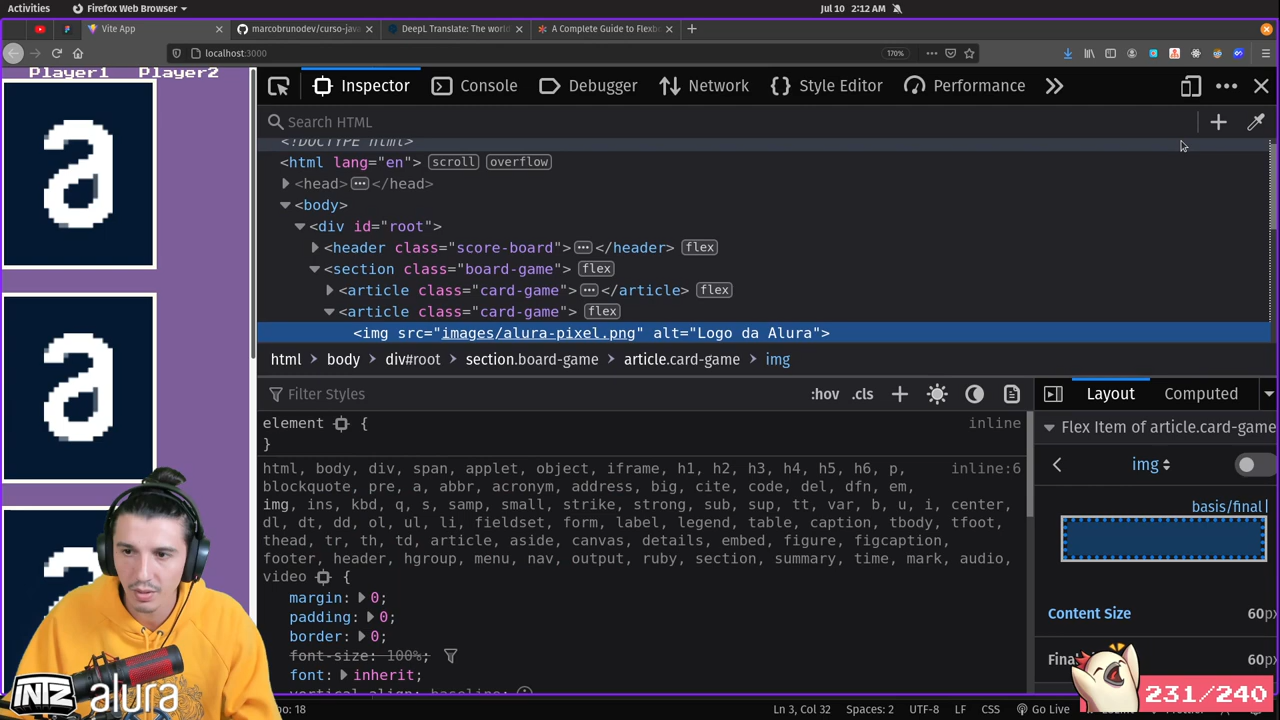 Activities Firefox Web Browser Jul 10 2:12 AM
Vite App marcobrunodev/curso-jav DeepL Translate: The world A Complete Guide to Flexb
localhost:3000 170%
Player1 Player2
Inspector Console Debugger Network Style Editor Performance
Search HTML
<!DOCTYPE html>
<html lang="en"> scroll overflow
<head> </head>
<body>
<div id="root">
<header class="score-board"> </header> flex
<section class="board-game"> flex
<article class="card-game"> </article> flex
<article class="card-game"> flex
<img src="images/alura-pixel.png" alt="Logo da Alura">
html body div#root section.board-game article.card-game img
Filter Styles :hov .cls
Layout Computed
element { inline
}
Flex Item of article.card-game
img
basis/final
Content Size 60px
Final 60px
html, body, div, span, applet, object, iframe, h1, h2, h3, h4, h5, h6, p, inline:6
blockquote, pre, a, abbr, acronym, address, big, cite, code, del, dfn, em,
img, ins, kbd, q, s, samp, small, strike, strong, sub, sup, tt, var, b, u, i, center,
dl, dt, dd, ol, ul, li, fieldset, form, label, legend, table, caption, tbody, tfoot,
thead, tr, th, td, article, aside, canvas, details, embed, figure, figcaption,
footer, header, hgroup, menu, nav, output, ruby, section, summary, time, mark, audio,
video {
margin: 0;
padding: 0;
border: 0;
font-size: 100%;
font: inherit;
vertical-align: baseline;
a
a
a
INTZ alura
231/240
Ln 3, Col 32 Spaces: 2 UTF-8 LF CSS Go Live